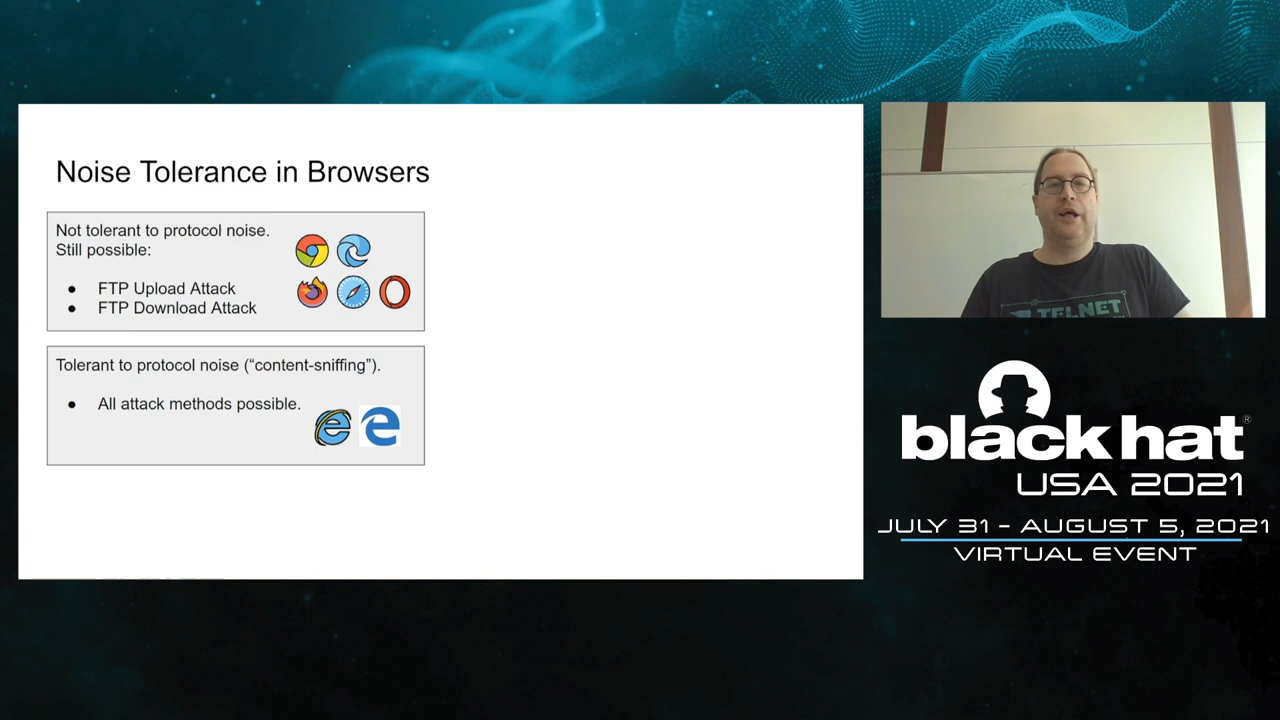 Noise Tolerance in Browsers
Not tolerant to protocol noise.
Still possible:
● FTP Upload Attack
● FTP Download Attack
Tolerant to protocol noise (“content-sniffing”).
● All attack methods possible.
TELNET
black hat®
USA 2021
JULY 31 - AUGUST 5, 2021
VIRTUAL EVENT